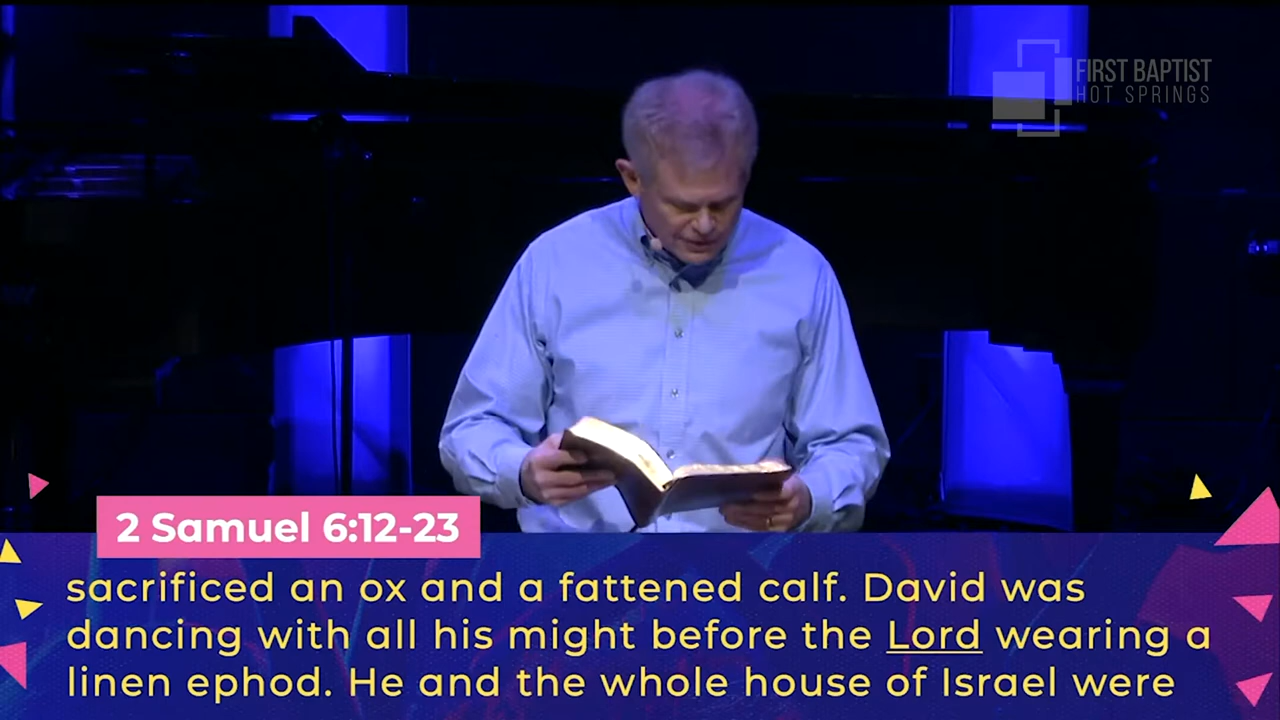 FIRST BAPTIST
HOT SPRINGS
2 Samuel 6:12-23
sacrificed an ox and a fattened calf. David was
dancing with all his might before the Lord wearing a
linen ephod. He and the whole house of Israel were